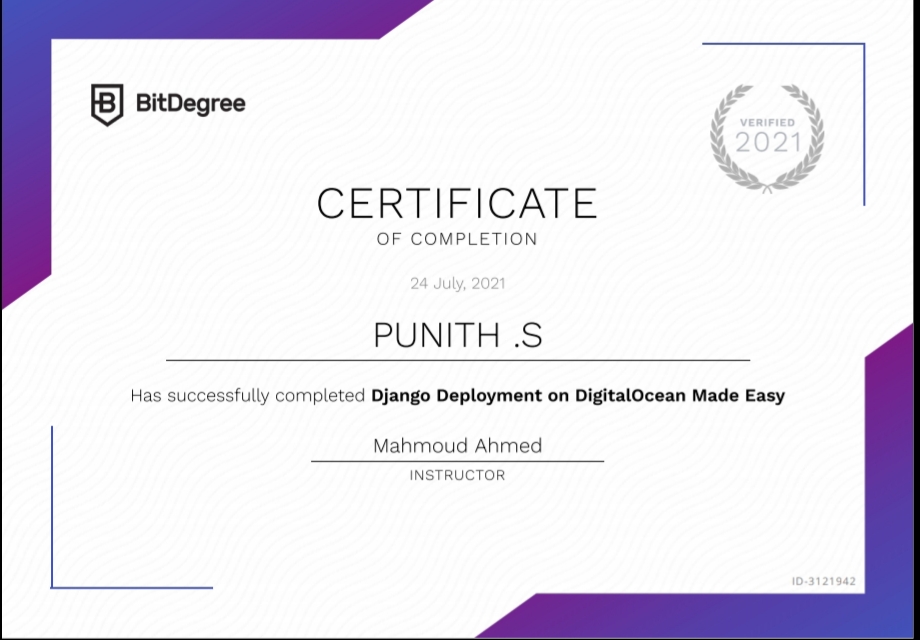 BitDegree
VERIFIED
2021
CERTIFICATE
OF COMPLETION
24 July, 2021
PUNITH .S
Has successfully completed Django Deployment on DigitalOcean Made Easy
Mahmoud Ahmed
INSTRUCTOR
ID-3121942